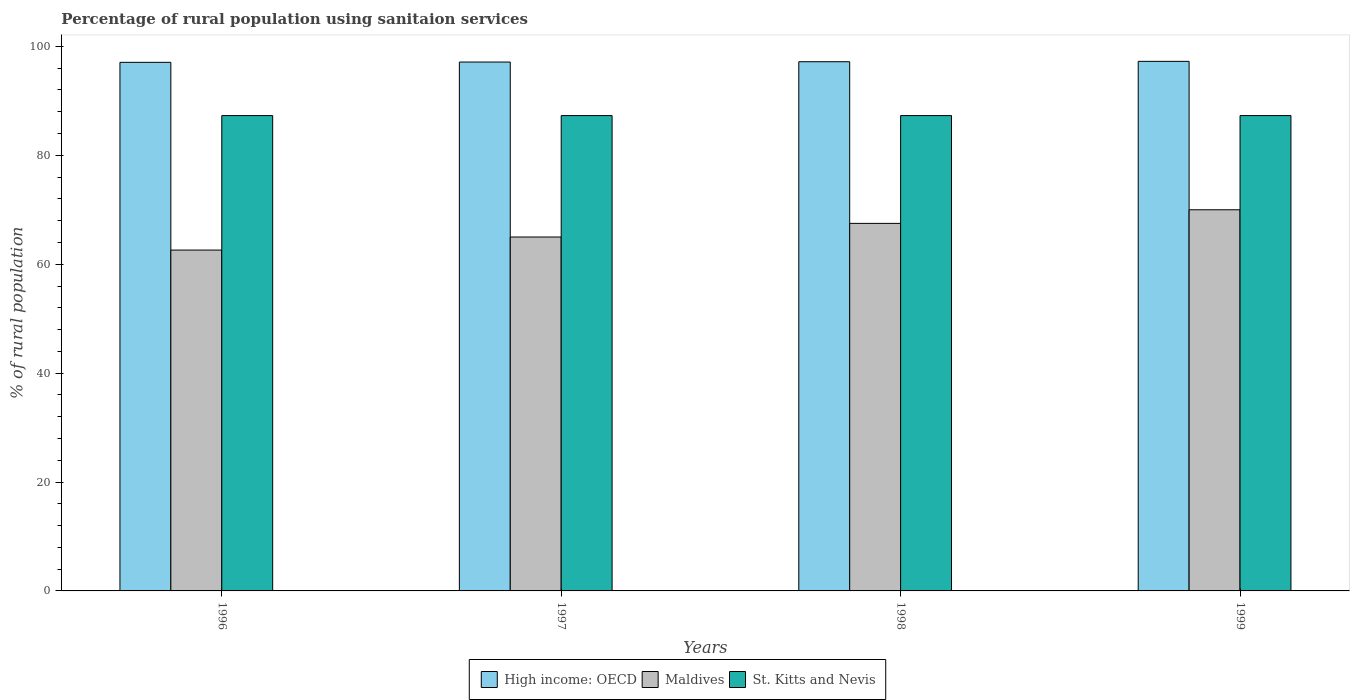 Percentage of rural population using sanitaion services
% of rural population
100
80
60
40
20
0
1996
1997
1998
1999
Years
High income: OECD
Maldives
St. Kitts and Nevis